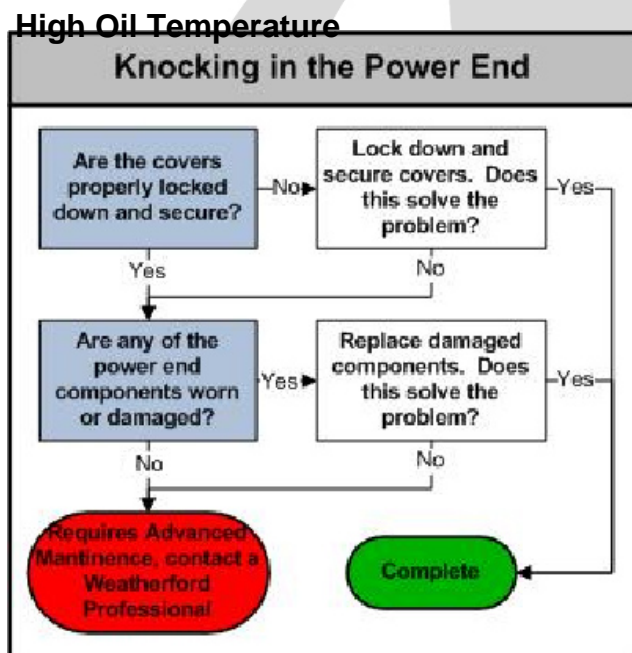 High Oil Temperature
Knocking in the Power End
Are the covers
properly locked
down and secure?
No
Lock down and
secure covers. Does
this solve the
problem?
Yes
Yes
No
Are any of the
power end
components worn
or damaged?
Yes
Replace damaged
components. Does
this solve the
problem?
Yes
No
No
Requires Advanced
Mantinence, contact a
Weatherford
Professional
Complete